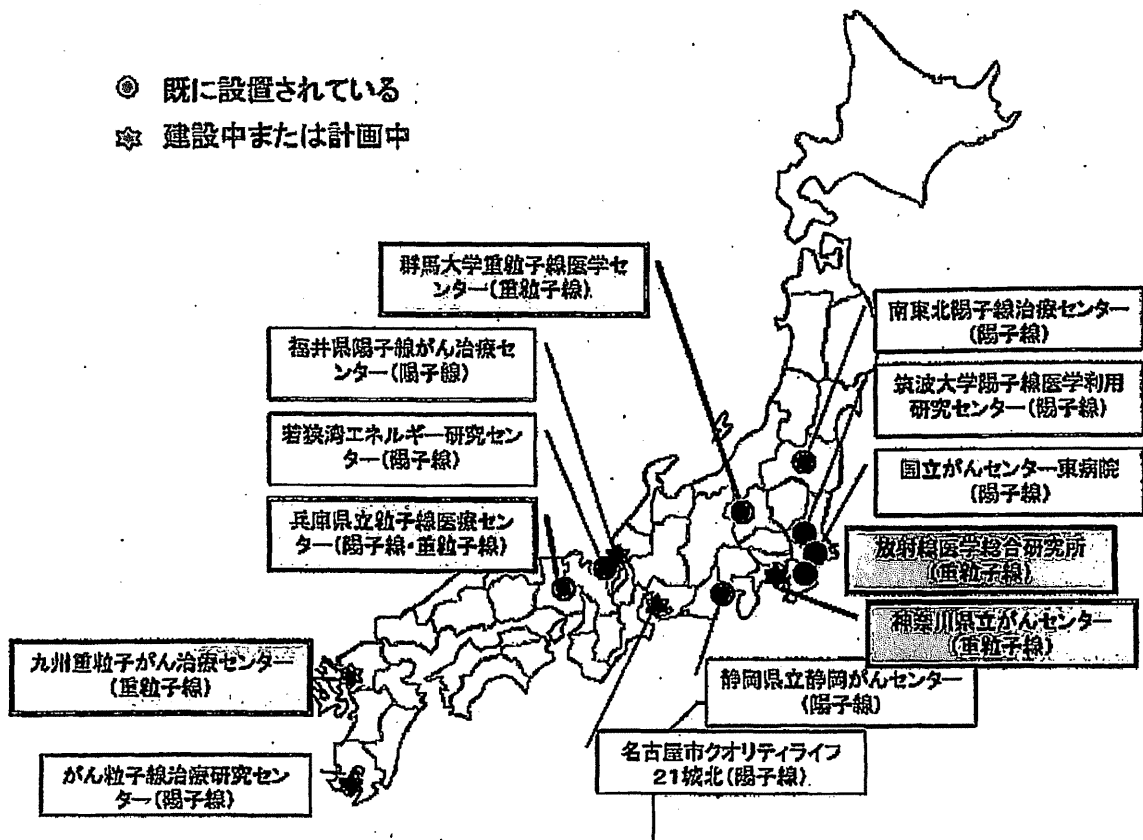 既に設置されている
建設中または計画中
群馬大学重粒子線医学セ
ンター(重粒子線)
福井県陽子線がん治療セ
ンター(陽子線)
若狭湾エネルギー研究セン
ター(陽子線)
兵庫県立粒子線医療セン
ター(陽子線・重粒子線)
九州重粒子がん治療センター
(重粒子線)
がん粒子線治療研究セン
ター(陽子線)
南東北陽子線治療センター
(陽子線)
筑波大学陽子線医学利用
研究センター(陽子線)
国立がんセンター東病院
(陽子線)
放射線医学総合研究所
(重粒子線)
神奈川県立がんセンター
(重粒子線)
静岡県立静岡がんセンター
(陽子線)
名古屋市クオリティライフ
21城北(陽子線)